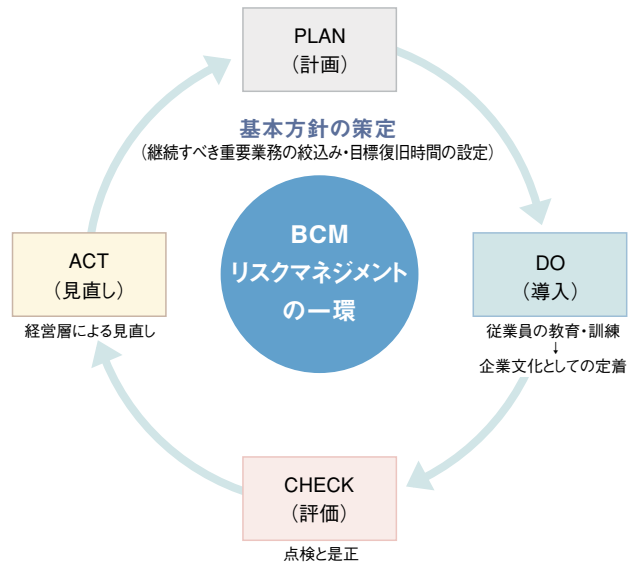 PLAN
（計画）
基本方針の策定
（継続すべき重要業務の絞込み・目標復旧時間の設定）
BCM
リスクマネジメント
の一環
ACT
（見直し）
経営層による見直し
DO
（導入）
従業員の教育・訓練
↓
企業文化としての定着
CHECK
（評価）
点検と是正